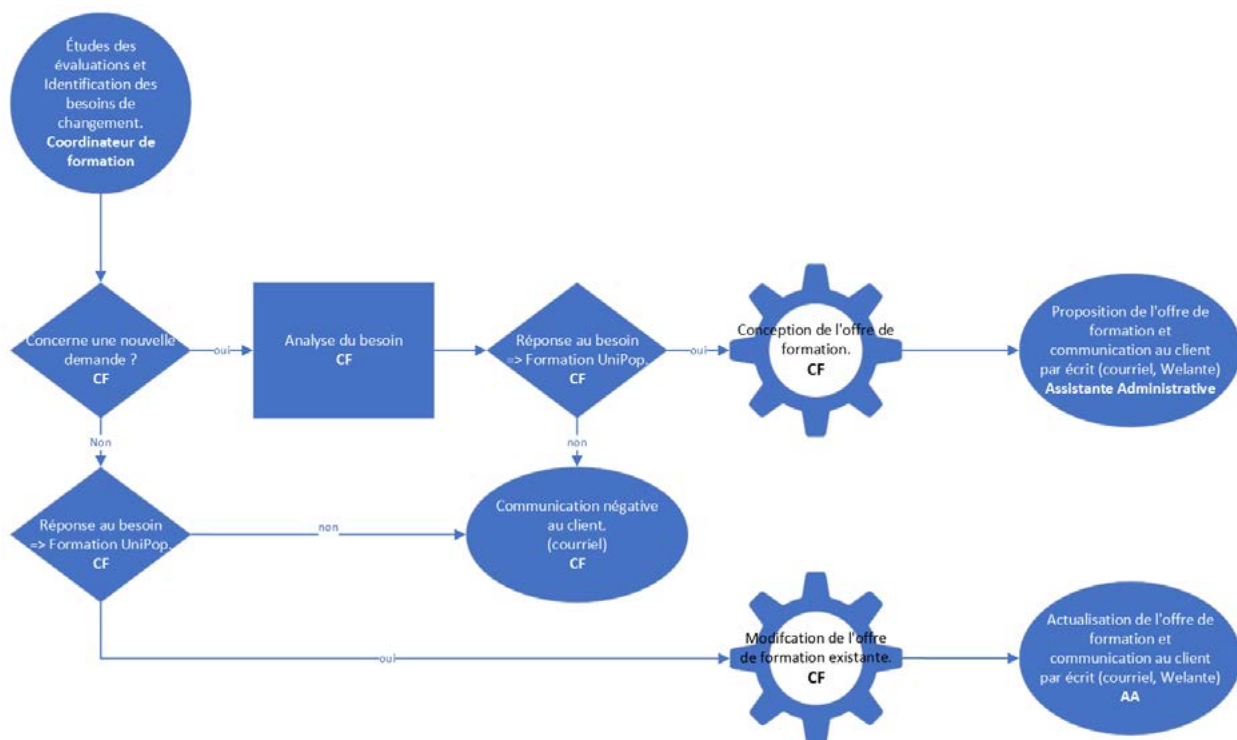 Études des
évaluations et
Identification des
besoins de
changement.
Coordinateur de
formation
Concerne une nouvelle
demande ?
CF
oui
Analyse du besoin
CF
Réponse au besoin
=> Formation UniPop.
CF
oui
Conception de l'offre de
formation.
CF
Proposition de l'offre de
formation et
communication au client
par écrit (courriel, Welante)
Assistante Administrative
Non
non
Réponse au besoin
=> Formation UniPop.
CF
non
Communication négative
au client.
(courriel)
CF
oui
Modifcation de l'offre
de formation existante.
CF
Actualisation de l'offre de
formation et
communication au client
par écrit (courriel, Welante)
AA